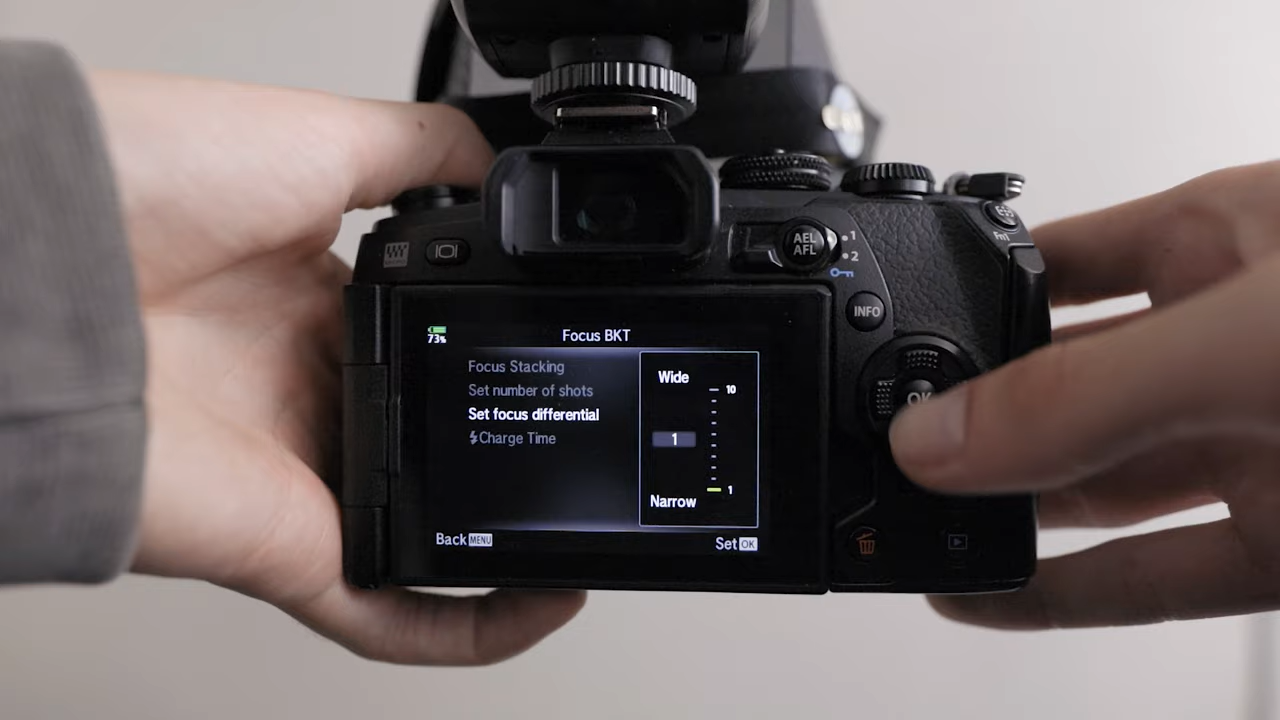 AEL
AFL
1
2
Fn1
INFO
73%
Focus BKT
Focus Stacking
Set number of shots
Set focus differential
Charge Time
Wide
10
1
1
Narrow
Back MENU
Set OK
OK